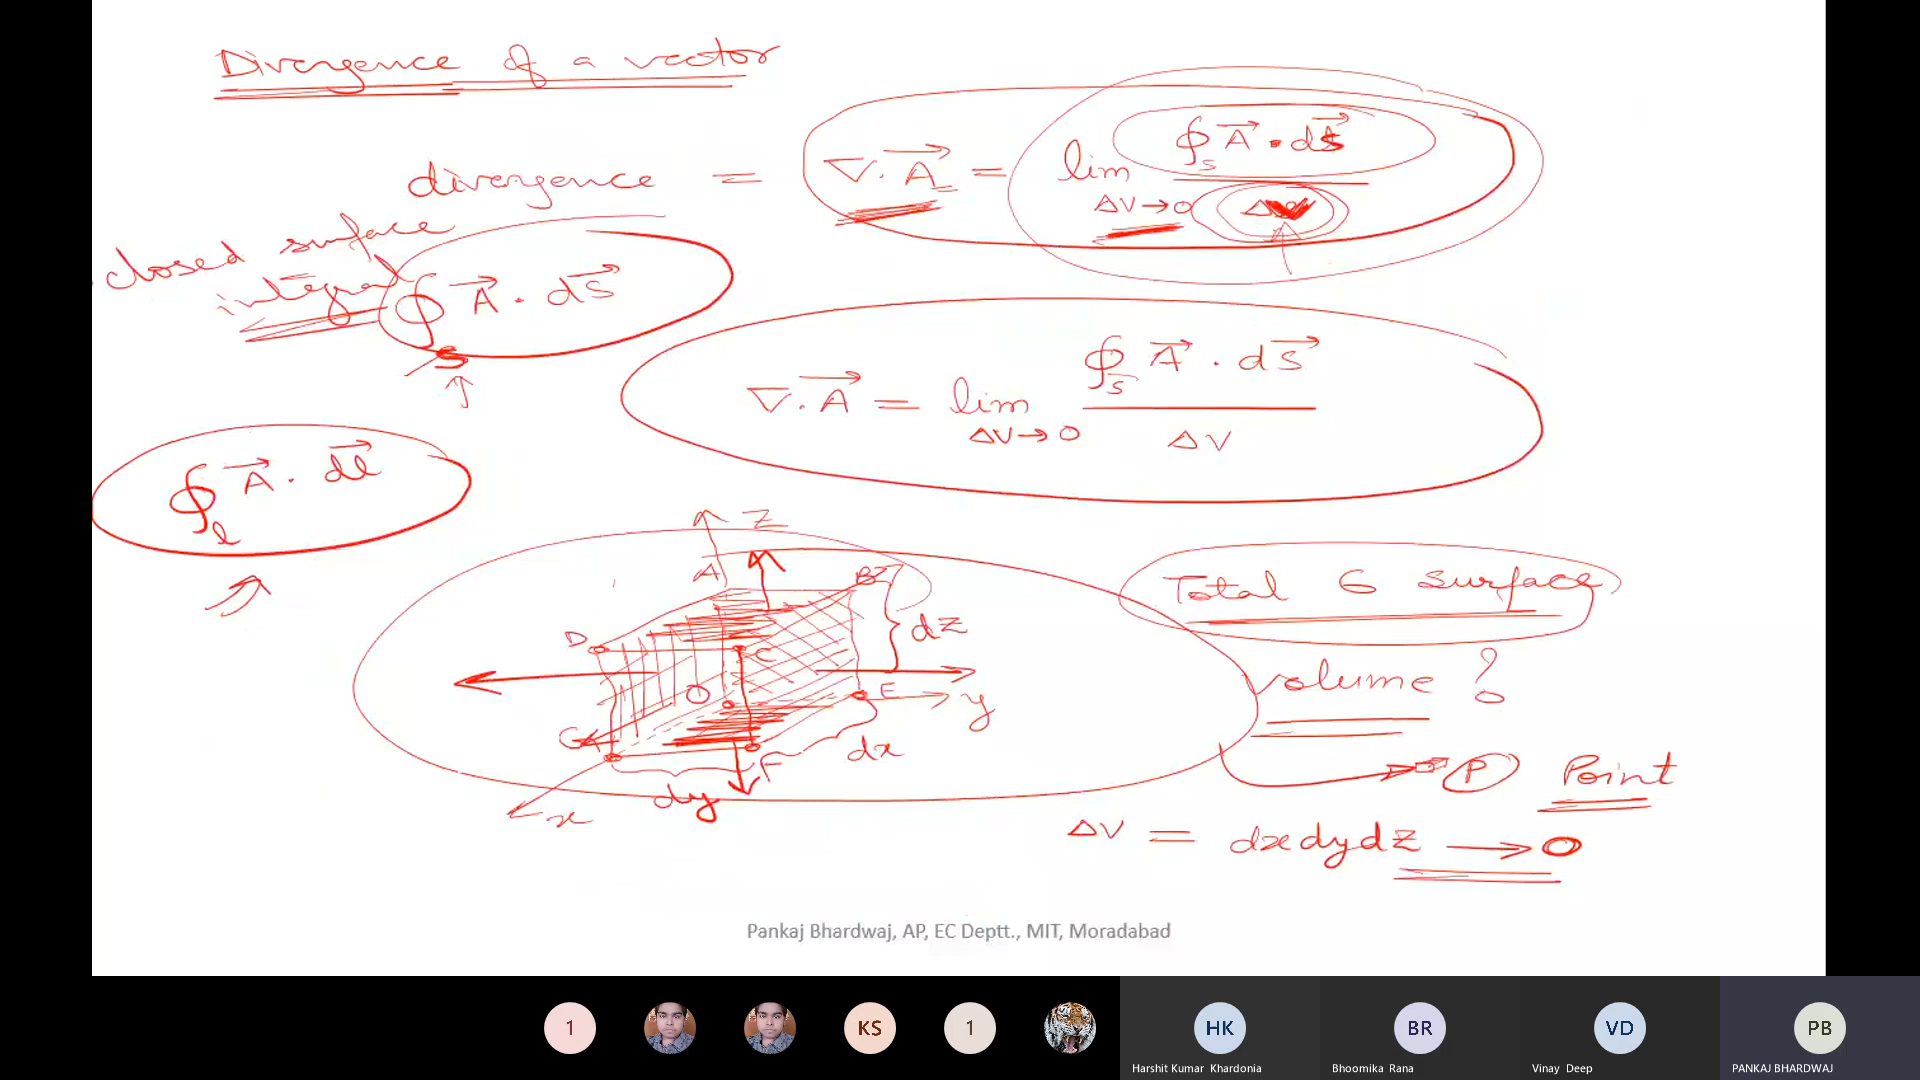 Divergence of a vector
divergence = ∇.A⃗ = lim ΔV→0 ∮s A⃗ . ds⃗ / ΔV
closed surface
integral
∮s A⃗ . ds⃗
∇.A⃗ = lim ΔV→0 ∮s A⃗ . ds⃗ / ΔV
∮l A⃗ . dl⃗
Z
A B
D C dz
O E y
G F dx
dy
x
Total 6 surface
volume ?
P Point
ΔV = dxdydz → 0
Pankaj Bhardwaj, AP, EC Deptt., MIT, Moradabad
1 KS 1 HK BR VD PB
Harshit Kumar Khardonia Bhoomika Rana Vinay Deep PANKAJ BHARDWAJ